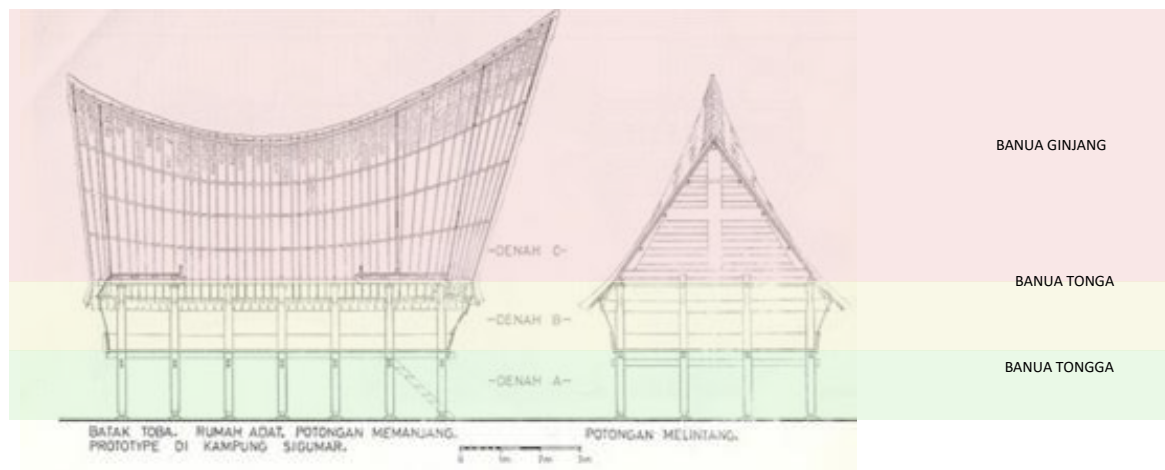 BANUA GINJANG
-DENAH C-
BANUA TONGA
-DENAH B-
BANUA TONGGA
-DENAH A-
BATAK TOBA. RUMAH ADAT. POTONGAN MEMANJANG.
PROTOTYPE DI KAMPUNG SIGUMAR.
POTONGAN MELINTANG.
0 1m 2m 3m